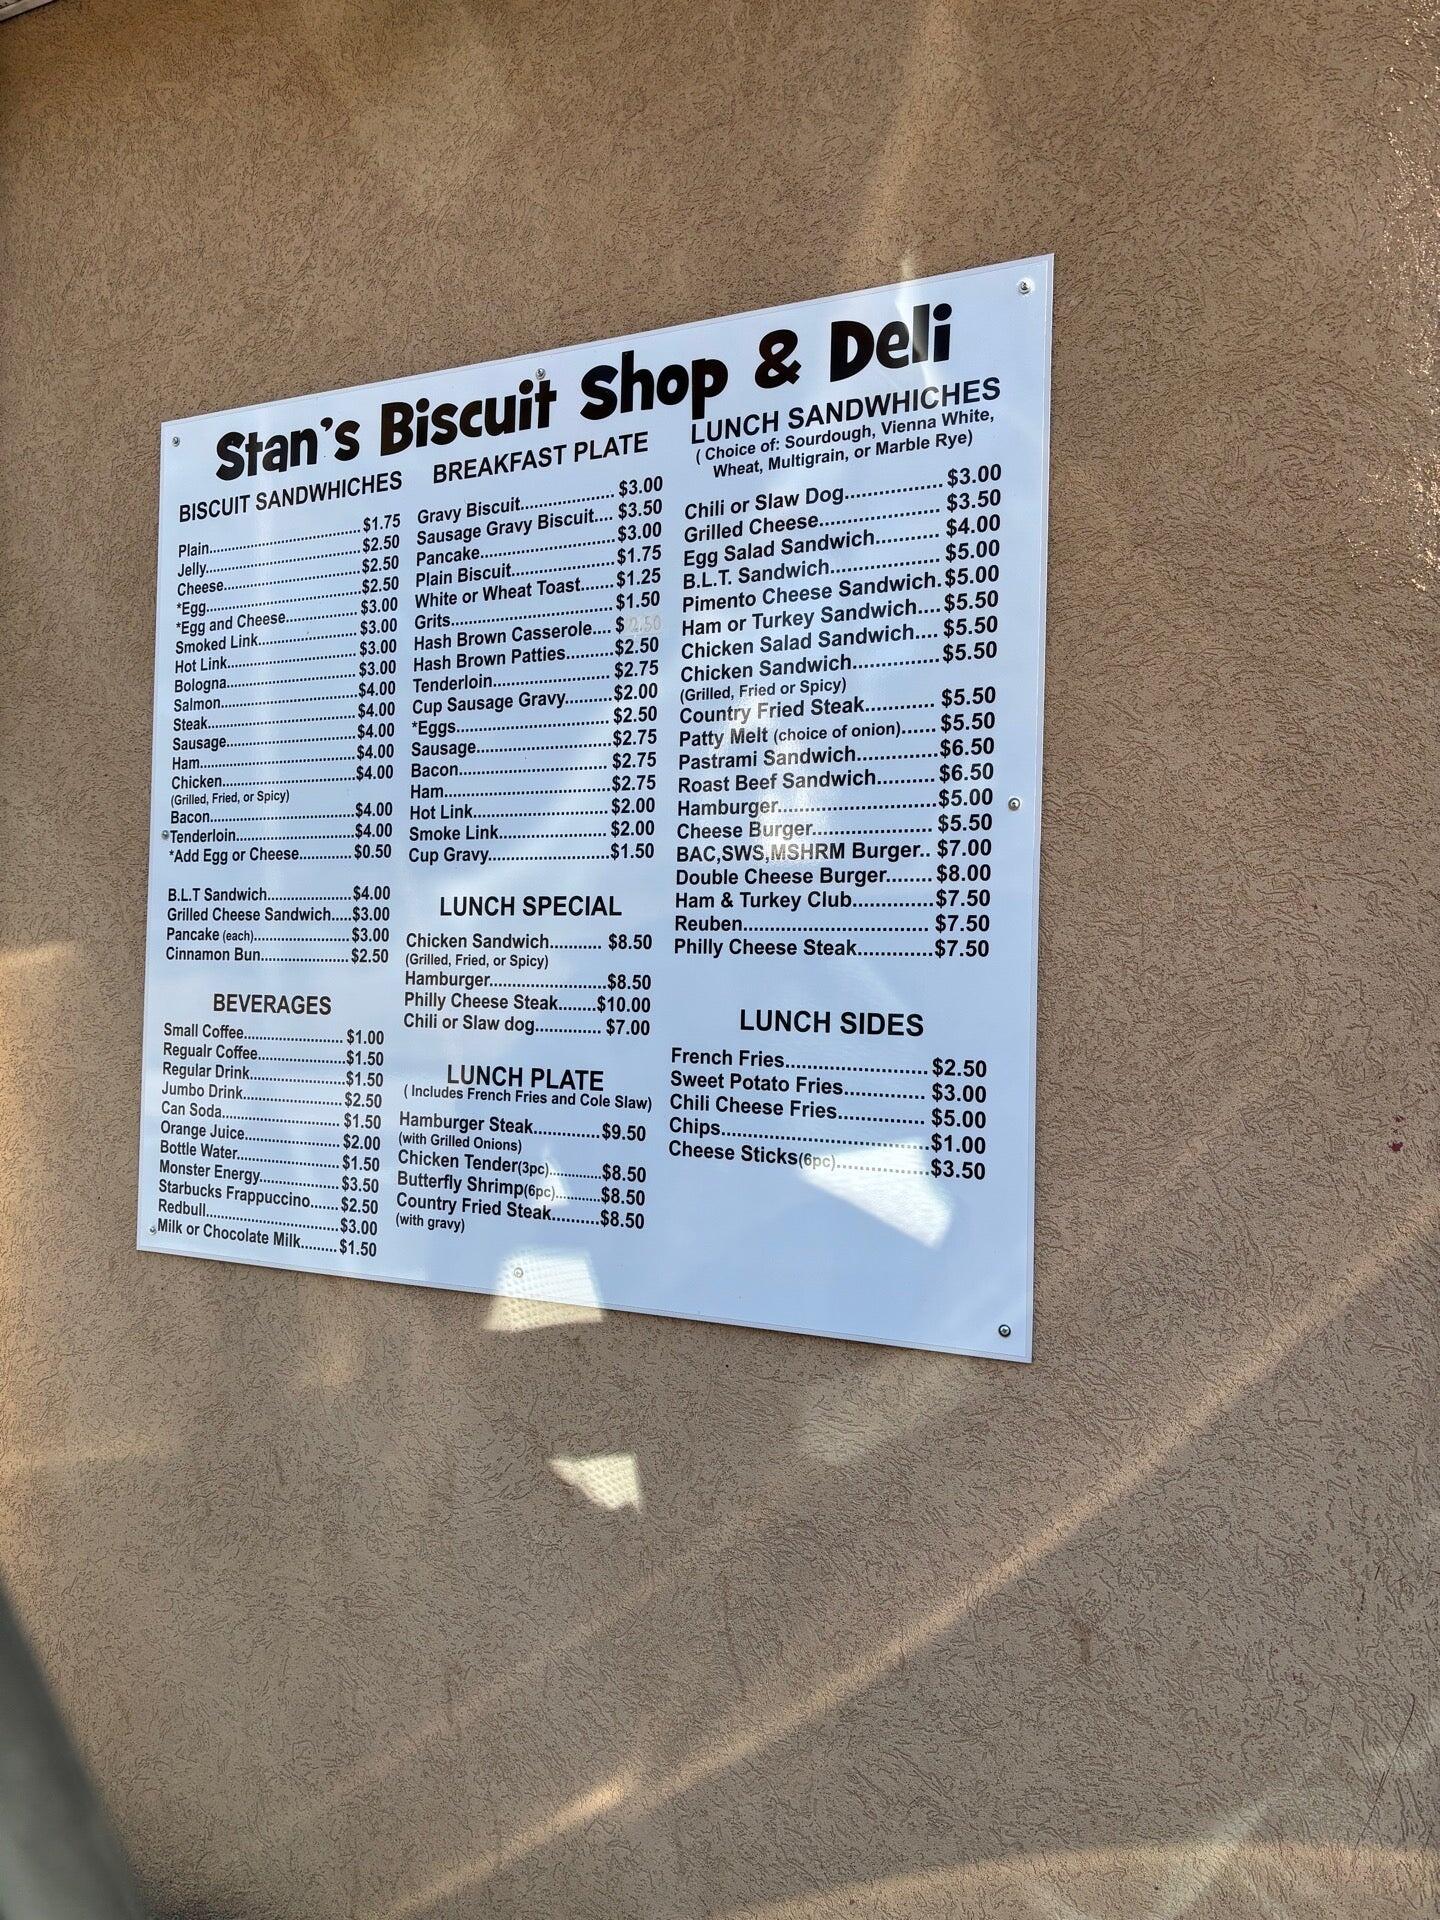 Stan's Biscuit Shop & Deli
BISCUIT SANDWHICHES
Plain $1.75
Jelly $2.50
Cheese $2.50
*Egg $2.50
*Egg and Cheese $3.00
Smoked Link $3.00
Hot Link $3.00
Bologna $3.00
Salmon $4.00
Steak $4.00
Sausage $4.00
Ham $4.00
Chicken $4.00
(Grilled, Fried, or Spicy)
Bacon $4.00
Tenderloin $4.00
*Add Egg or Cheese $0.50
B.L.T Sandwich $4.00
Grilled Cheese Sandwich $3.00
Pancake (each) $3.00
Cinnamon Bun $2.50
BEVERAGES
Small Coffee $1.00
Regualr Coffee $1.50
Regular Drink $1.50
Jumbo Drink $2.50
Can Soda $1.50
Orange Juice $2.00
Bottle Water $1.50
Monster Energy $3.50
Starbucks Frappuccino $2.50
Redbull $3.00
Milk or Chocolate Milk $1.50
BREAKFAST PLATE
Gravy Biscuit $3.00
Sausage Gravy Biscuit $3.50
Pancake $3.00
Plain Biscuit $1.75
White or Wheat Toast $1.25
Grits $1.50
Hash Brown Casserole $2.50
Hash Brown Patties $2.50
Tenderloin $2.75
Cup Sausage Gravy $2.00
*Eggs $2.50
Sausage $2.75
Bacon $2.75
Ham $2.75
Hot Link $2.00
Smoke Link $2.00
Cup Gravy $1.50
LUNCH SPECIAL
Chicken Sandwich $8.50
(Grilled, Fried, or Spicy)
Hamburger $8.50
Philly Cheese Steak $10.00
Chili or Slaw dog $7.00
LUNCH PLATE
( Includes French Fries and Cole Slaw)
Hamburger Steak $9.50
(with Grilled Onions)
Chicken Tender(3pc) $8.50
Butterfly Shrimp(6pc) $8.50
Country Fried Steak $8.50
(with gravy)
LUNCH SANDWHICHES
( Choice of: Sourdough, Vienna White,
Wheat, Multigrain, or Marble Rye)
Chili or Slaw Dog $3.00
Grilled Cheese $3.50
Egg Salad Sandwich $4.00
B.L.T. Sandwich $5.00
Pimento Cheese Sandwich $5.00
Ham or Turkey Sandwich $5.50
Chicken Salad Sandwich $5.50
Chicken Sandwich $5.50
(Grilled, Fried or Spicy)
Country Fried Steak $5.50
Patty Melt (choice of onion) $5.50
Pastrami Sandwich $6.50
Roast Beef Sandwich $6.50
Hamburger $5.00
Cheese Burger $5.50
BAC,SWS,MSHRM Burger $7.00
Double Cheese Burger $8.00
Ham & Turkey Club $7.50
Reuben $7.50
Philly Cheese Steak $7.50
LUNCH SIDES
French Fries $2.50
Sweet Potato Fries $3.00
Chili Cheese Fries $5.00
Chips $1.00
Cheese Sticks(6pc) $3.50